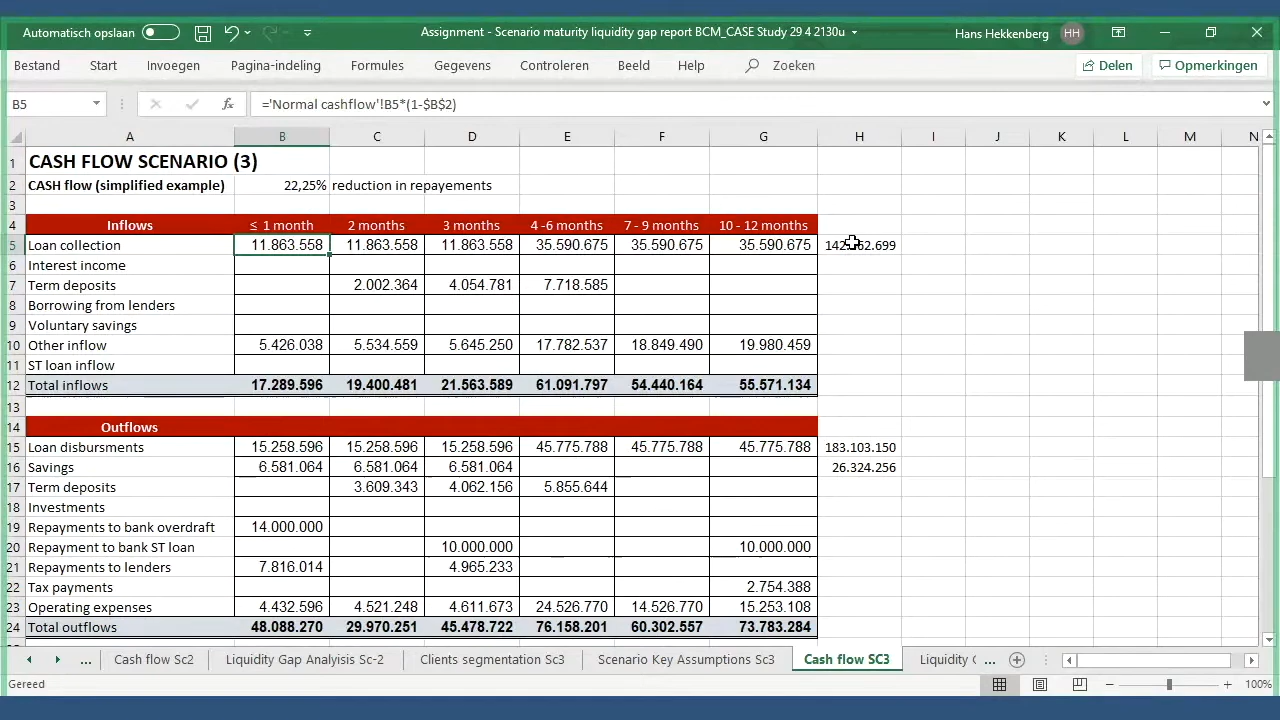 Automatisch opslaan Assignment - Scenario maturity liquidity gap report BCM_CASE Study 29 4 2130u Hans Hekkenberg HH
Bestand Start Invoegen Pagina-indeling Formules Gegevens Controleren Beeld Help Zoeken Delen Opmerkingen
B5 fx ='Normal cashflow'!B5*(1-$B$2)
A B C D E F G H I J K L M N
1 CASH FLOW SCENARIO (3)
2 CASH flow (simplified example) 22,25% reduction in repayements
3
4 Inflows ≤ 1 month 2 months 3 months 4 -6 months 7 - 9 months 10 - 12 months
5 Loan collection 11.863.558 11.863.558 11.863.558 35.590.675 35.590.675 35.590.675
6 Interest income
7 Term deposits 2.002.364 4.054.781 7.718.585
8 Borrowing from lenders
9 Voluntary savings
10 Other inflow 5.426.038 5.534.559 5.645.250 17.782.537 18.849.490 19.980.459
11 ST loan inflow
12 Total inflows 17.289.596 19.400.481 21.563.589 61.091.797 54.440.164 55.571.134
13
14 Outflows
15 Loan disbursments 15.258.596 15.258.596 15.258.596 45.775.788 45.775.788 45.775.788 183.103.150
16 Savings 6.581.064 6.581.064 6.581.064 26.324.256
17 Term deposits 3.609.343 4.062.156 5.855.644
18 Investments
19 Repayments to bank overdraft 14.000.000
20 Repayment to bank ST loan 10.000.000 10.000.000
21 Repayments to lenders 7.816.014 4.965.233
22 Tax payments 2.754.388
23 Operating expenses 4.432.596 4.521.248 4.611.673 24.526.770 14.526.770 15.253.108
24 Total outflows 48.088.270 29.970.251 45.478.722 76.158.201 60.302.557 73.783.284
... Cash flow Sc2 Liquidity Gap Analyisis Sc-2 Clients segmentation Sc3 Scenario Key Assumptions Sc3 Cash flow SC3 Liquidity ...
Gereed 100%